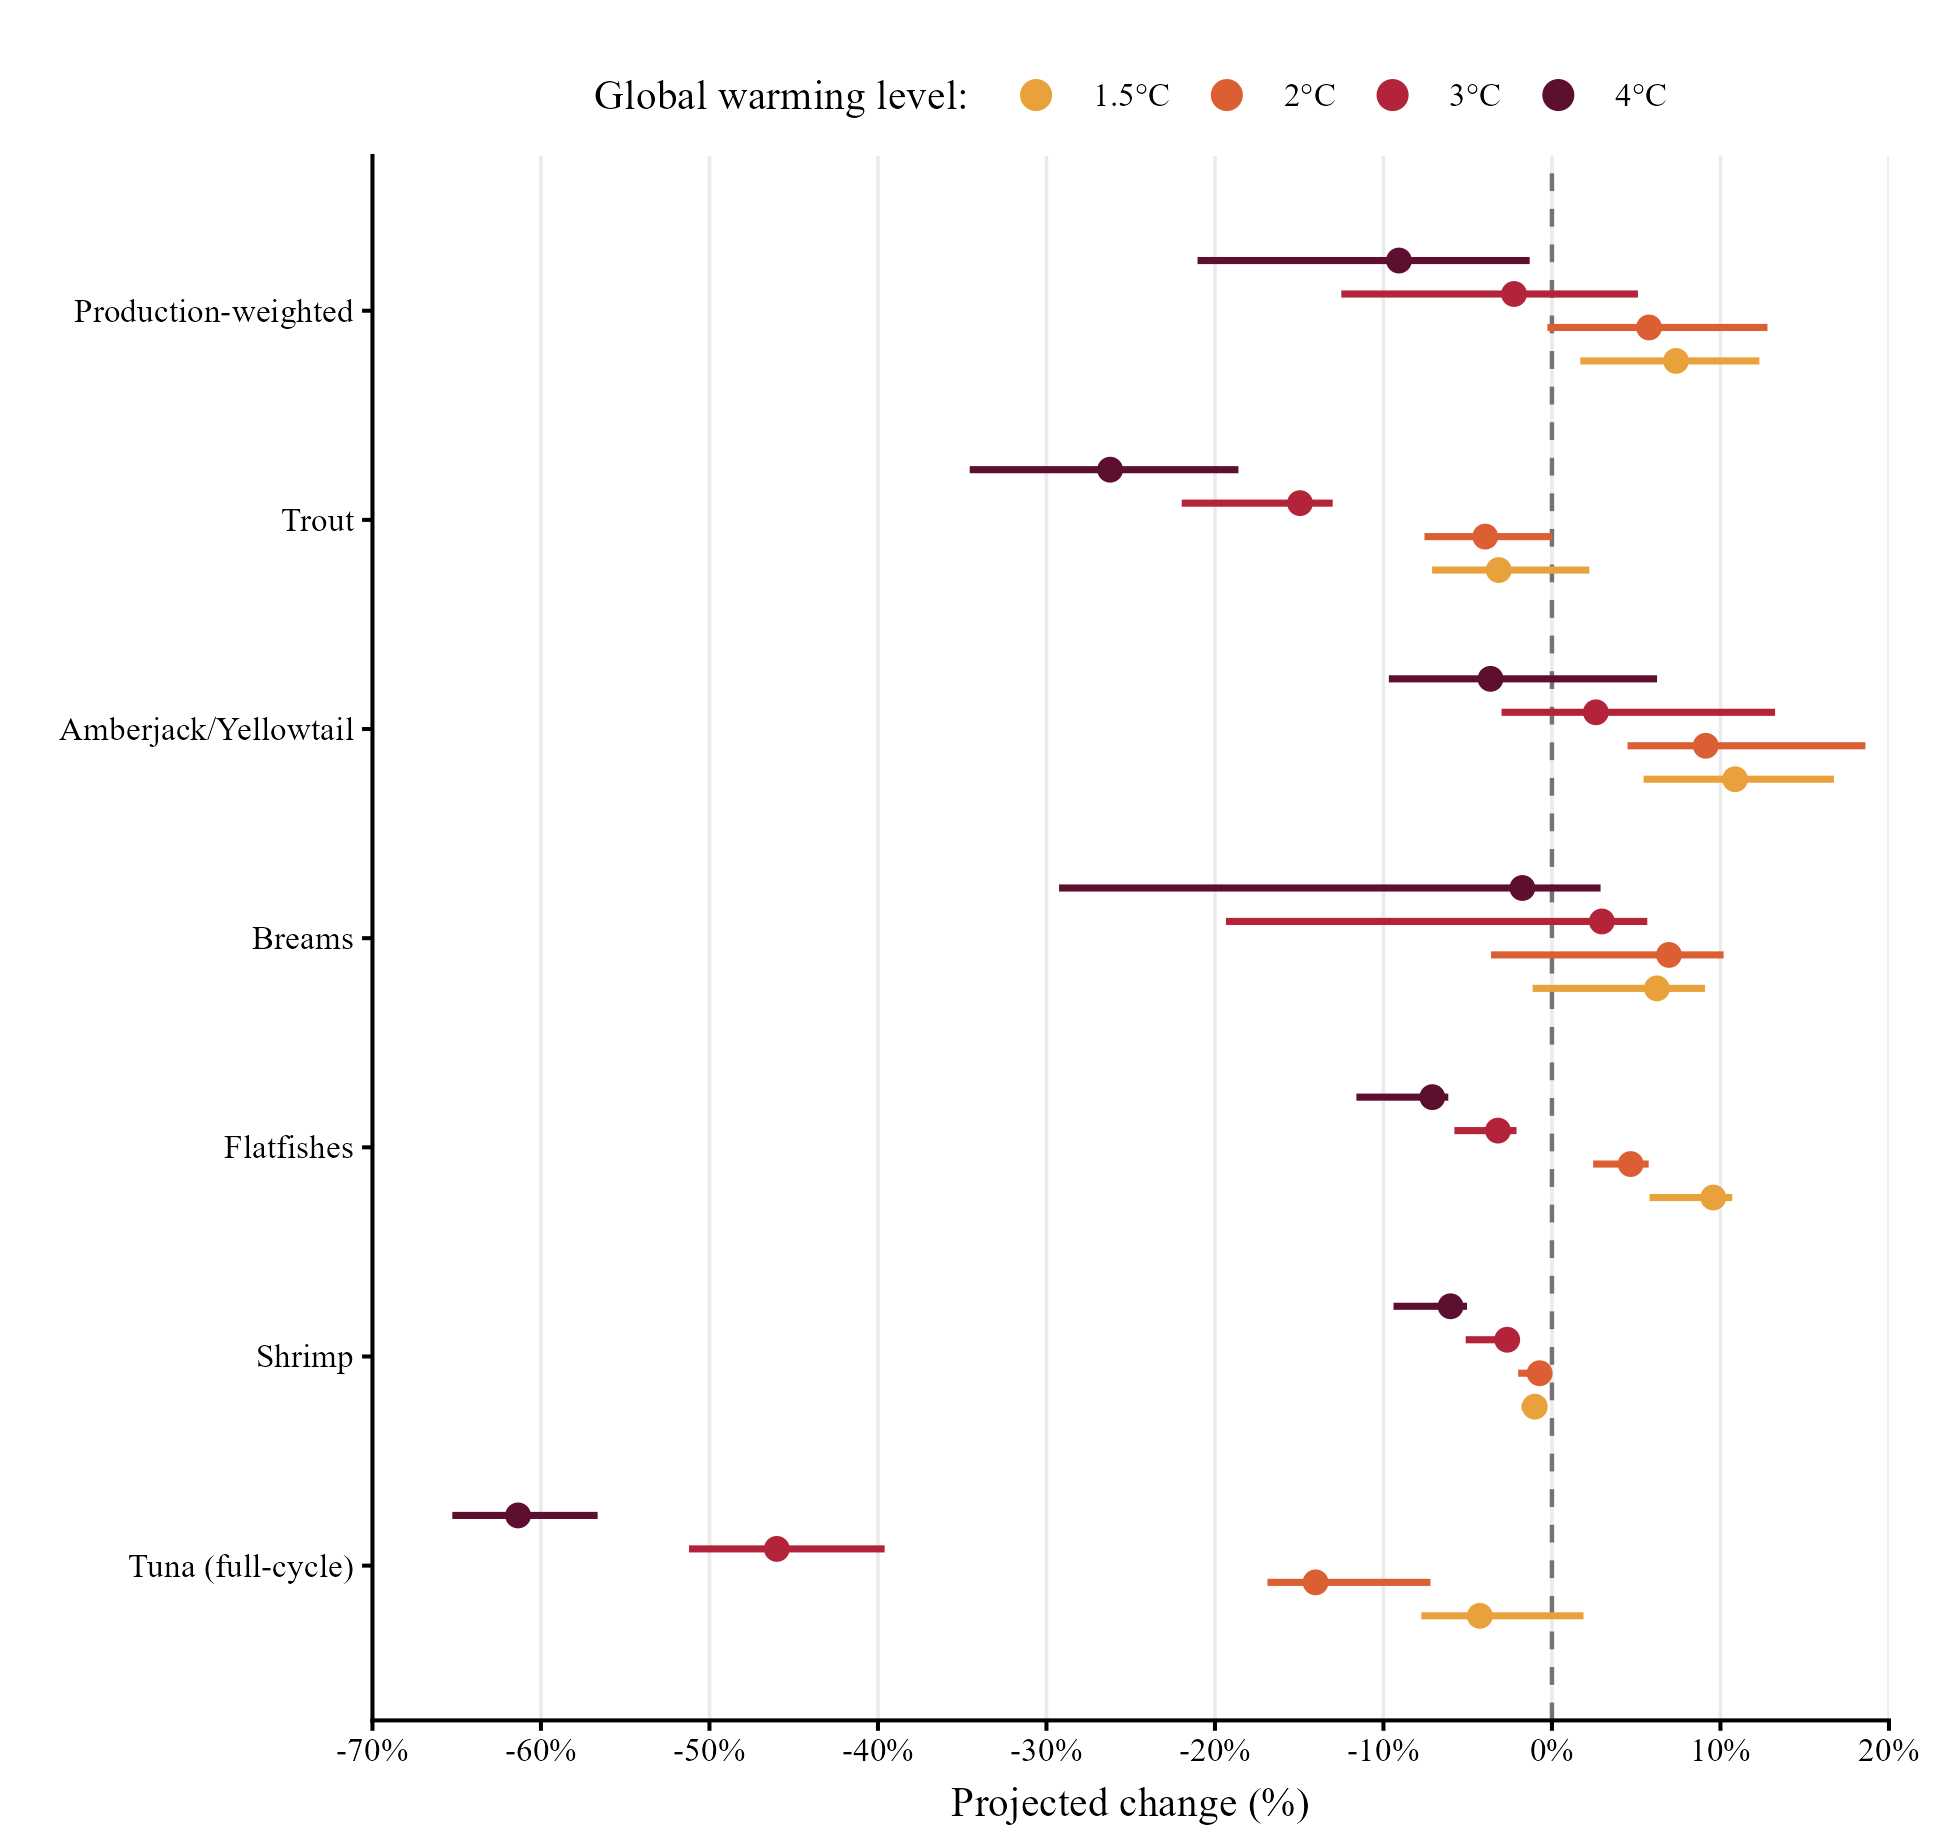 Global warming level: 1.5°C 2°C 3°C 4°C
Production-weighted
Trout
Amberjack/Yellowtail
Breams
Flatfishes
Shrimp
Tuna (full-cycle)
-70% -60% -50% -40% -30% -20% -10% 0% 10% 20%
Projected change (%)